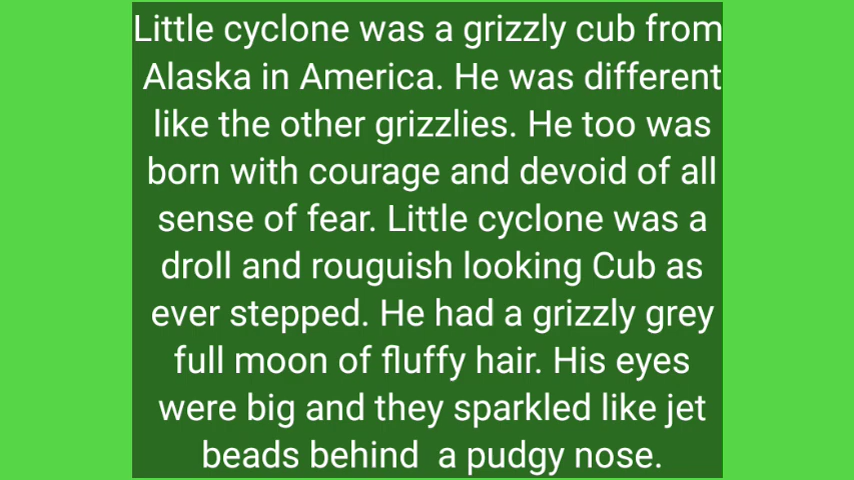 Little cyclone was a grizzly cub from
Alaska in America. He was different
like the other grizzlies. He too was
born with courage and devoid of all
sense of fear. Little cyclone was a
droll and rouguish looking Cub as
ever stepped. He had a grizzly grey
full moon of fluffy hair. His eyes
were big and they sparkled like jet
beads behind  a pudgy nose.